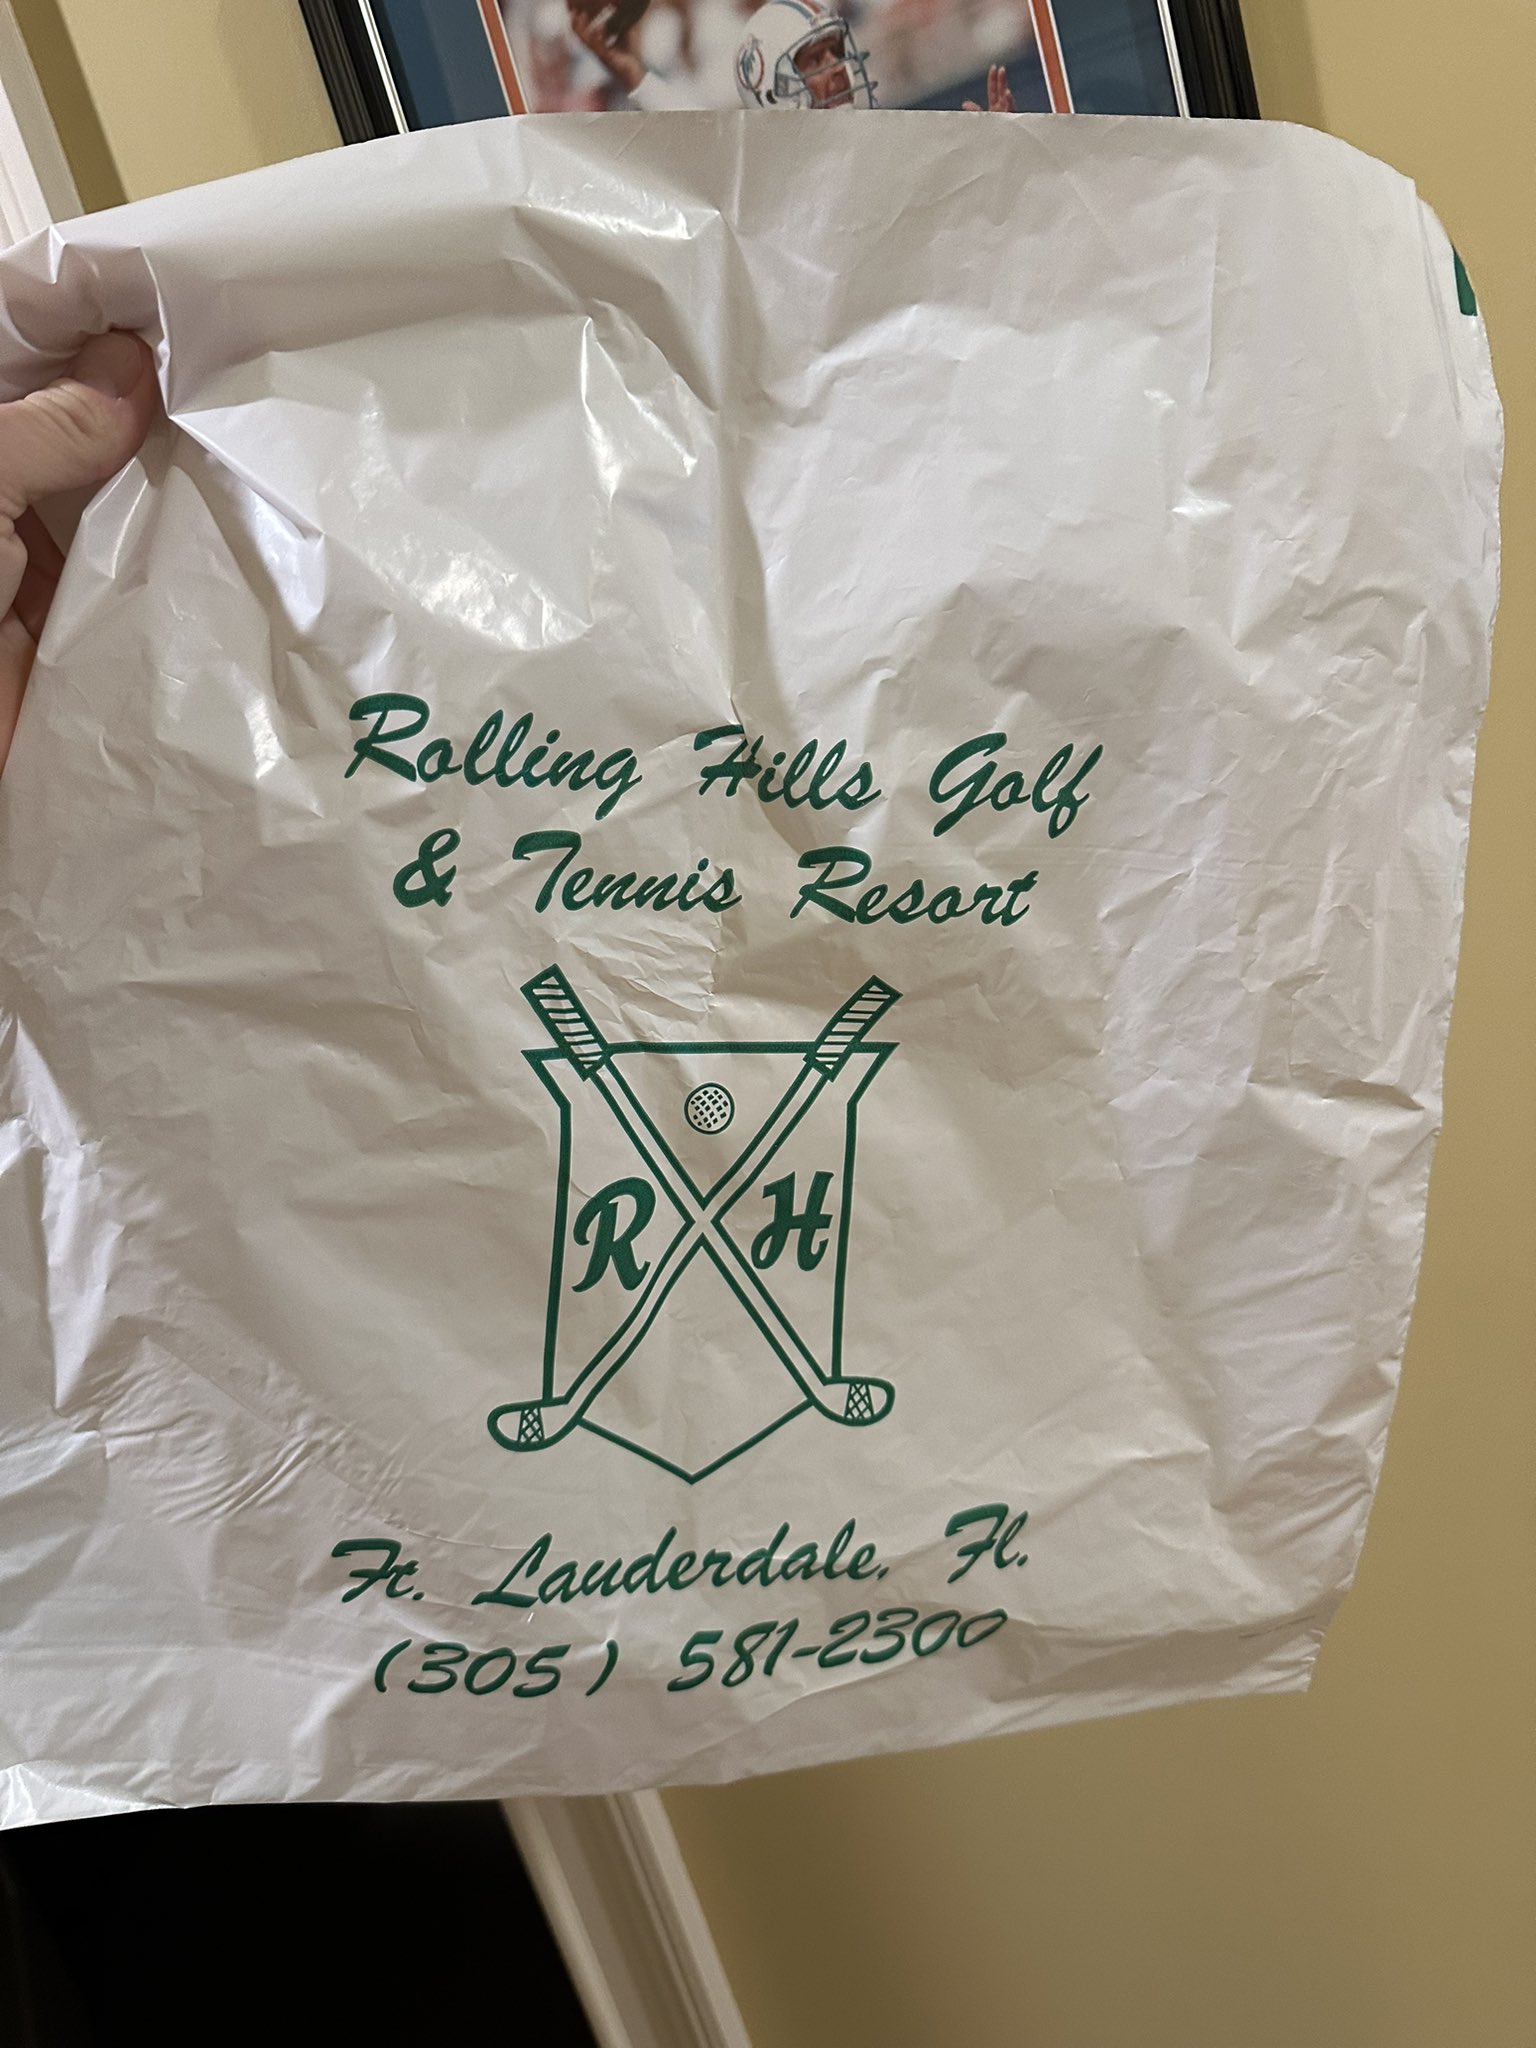 Rolling Hills Golf
& Tennis Resort
R H
Ft. Lauderdale, Fl.
(305) 581-2300